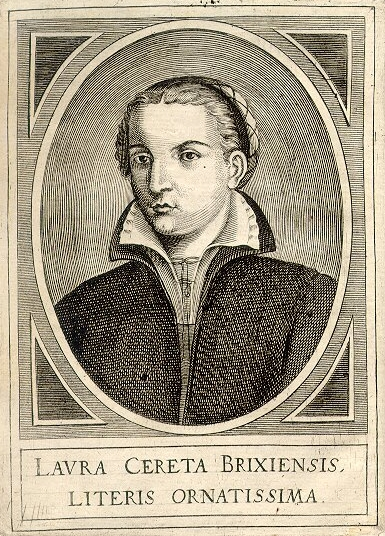 LAVRA CERETA BRIXIENSIS.
LITERIS ORNATISSIMA.